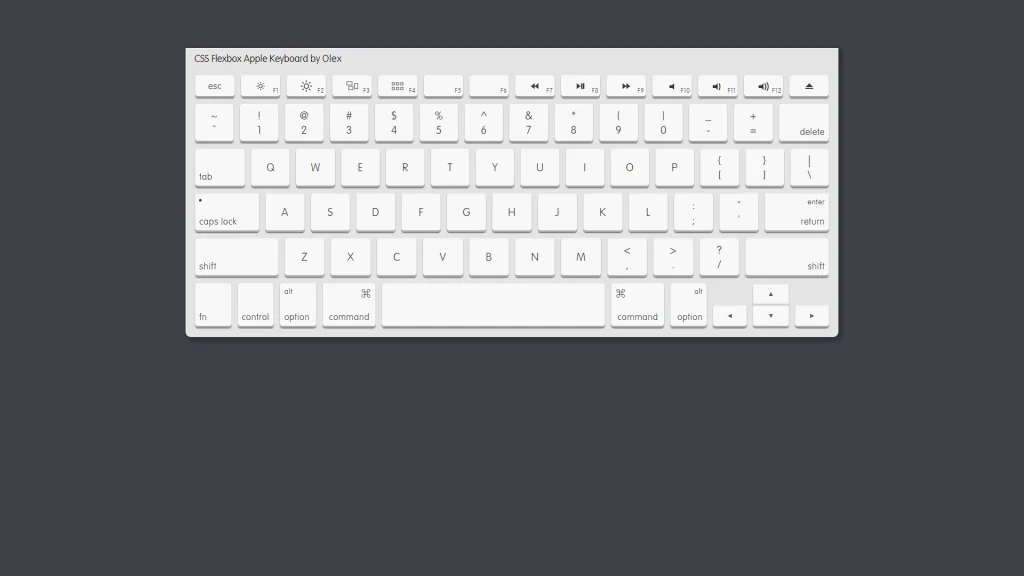 CSS Flexbox Apple Keyboard by Olex
esc F1 F2 F3 F4 F5 F6 F7 F8 F9 F10 F11 F12
~ ! @ # $ % ^ & * ( ) _ +
` 1 2 3 4 5 6 7 8 9 0 - = delete
tab Q W E R T Y U I O P { } |
[ ] \
caps lock A S D F G H J K L : " enter
; ' return
shift Z X C V B N M < > ? shift
, . /
alt ⌘ ⌘ alt
fn control option command command option